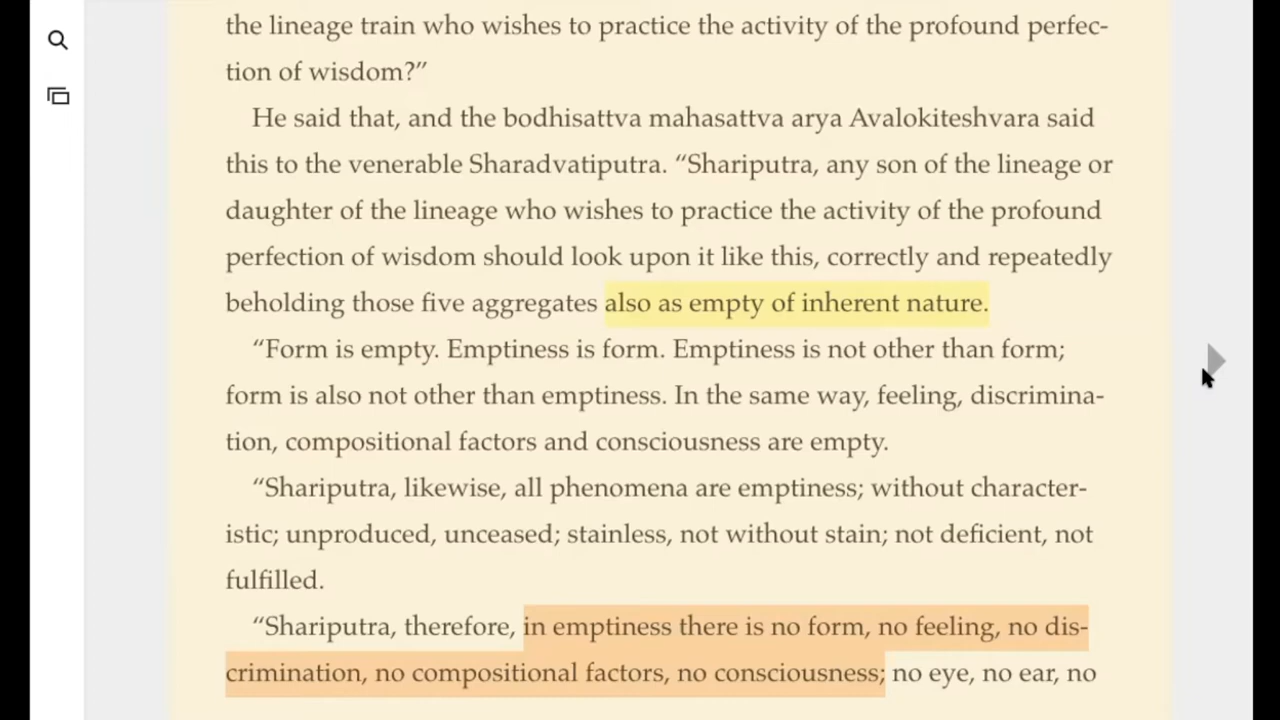 the lineage train who wishes to practice the activity of the profound perfec-
tion of wisdom?”
He said that, and the bodhisattva mahasattva arya Avalokiteshvara said
this to the venerable Sharadvatiputra. “Shariputra, any son of the lineage or
daughter of the lineage who wishes to practice the activity of the profound
perfection of wisdom should look upon it like this, correctly and repeatedly
beholding those five aggregates also as empty of inherent nature.
“Form is empty. Emptiness is form. Emptiness is not other than form;
form is also not other than emptiness. In the same way, feeling, discrimina-
tion, compositional factors and consciousness are empty.
“Shariputra, likewise, all phenomena are emptiness; without character-
istic; unproduced, unceased; stainless, not without stain; not deficient, not
fulfilled.
“Shariputra, therefore, in emptiness there is no form, no feeling, no dis-
crimination, no compositional factors, no consciousness; no eye, no ear, no